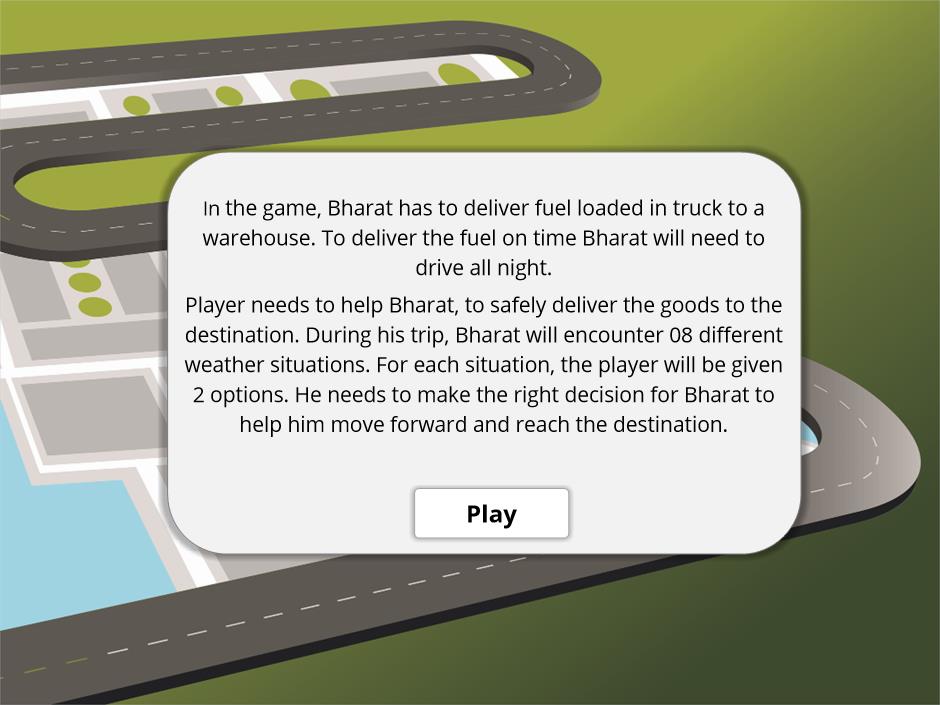 In the game, Bharat has to deliver fuel loaded in truck to a
warehouse. To deliver the fuel on time Bharat will need to
drive all night.
Player needs to help Bharat, to safely deliver the goods to the
destination. During his trip, Bharat will encounter 08 different
weather situations. For each situation, the player will be given
2 options. He needs to make the right decision for Bharat to
help him move forward and reach the destination.
Play